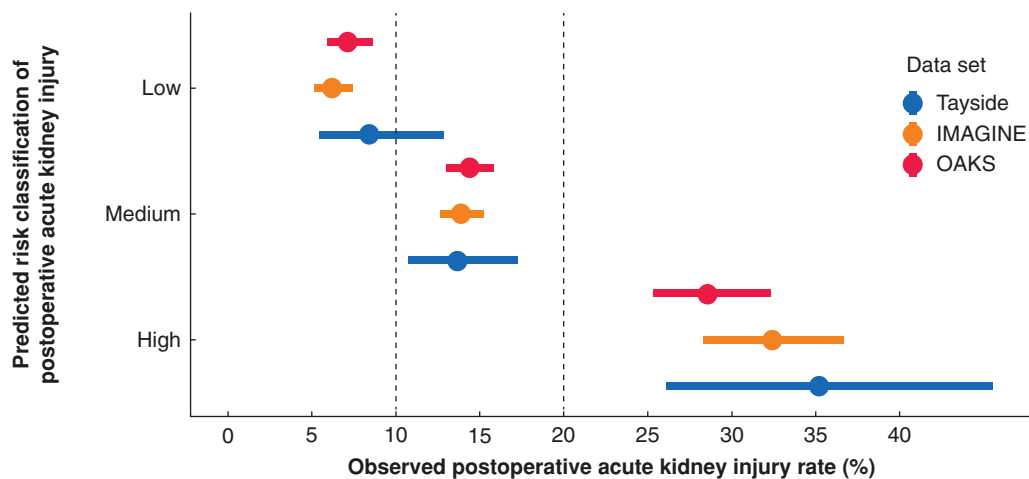 Predicted risk classification of
postoperative acute kidney injury
Low
Medium
High
Data set
Tayside
IMAGINE
OAKS
0 5 10 15 20 25 30 35 40
Observed postoperative acute kidney injury rate (%)